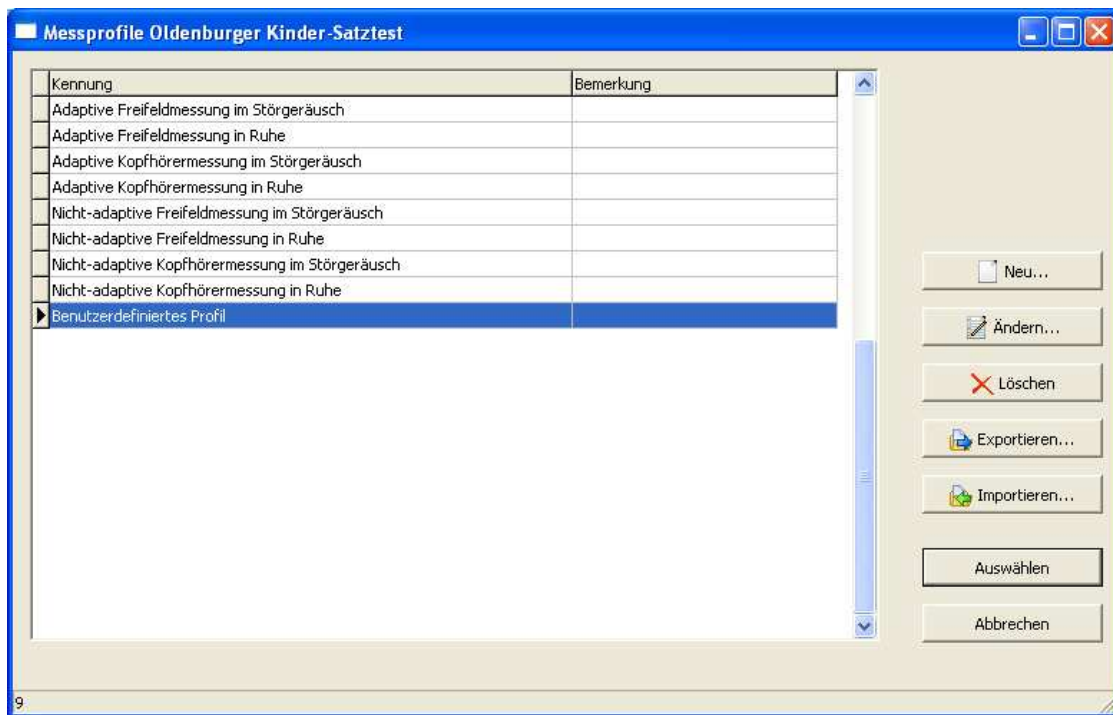 Messprofile Oldenburger Kinder-Satztest
Kennung Bemerkung
Adaptive Freifeldmessung im Störgeräusch
Adaptive Freifeldmessung in Ruhe
Adaptive Kopfhörermessung im Störgeräusch
Adaptive Kopfhörermessung in Ruhe
Nicht-adaptive Freifeldmessung im Störgeräusch
Nicht-adaptive Freifeldmessung in Ruhe
Nicht-adaptive Kopfhörermessung im Störgeräusch
Nicht-adaptive Kopfhörermessung in Ruhe
Benutzerdefiniertes Profil
Neu...
Ändern...
Löschen
Exportieren...
Importieren...
Auswählen
Abbrechen
9